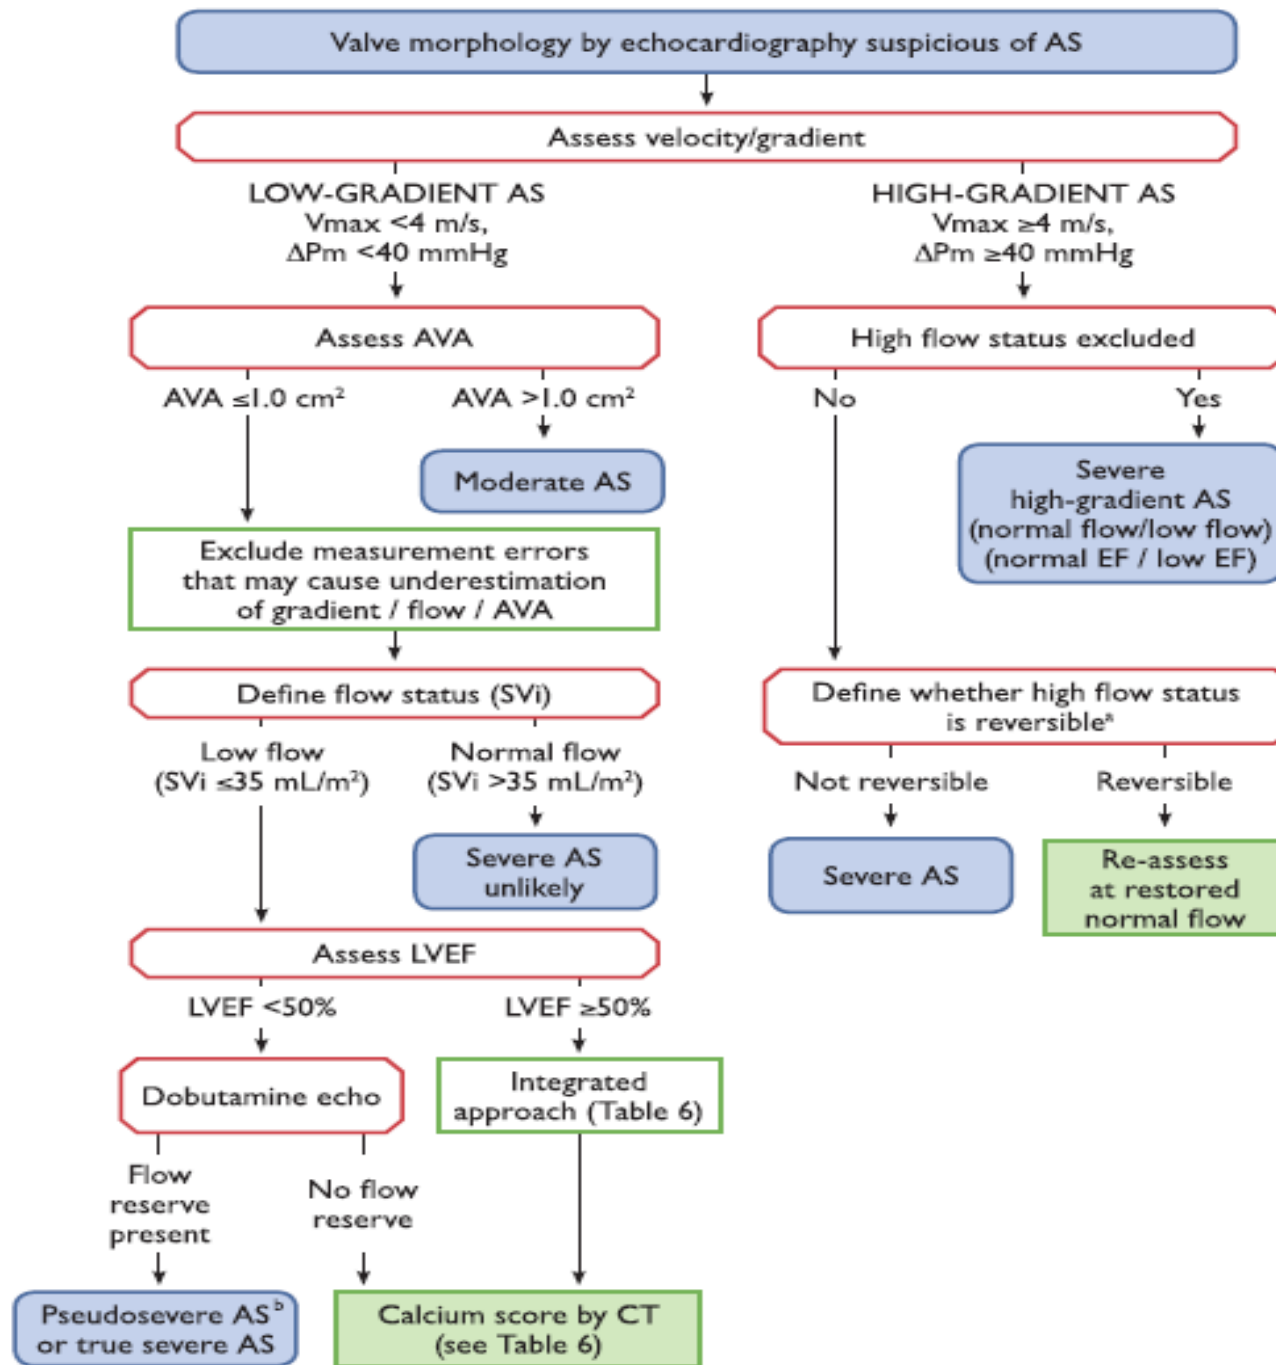 Valve morphology by echocardiography suspicious of AS
Assess velocity/gradient
LOW-GRADIENT AS
Vmax <4 m/s,
ΔPm <40 mmHg
HIGH-GRADIENT AS
Vmax ≥4 m/s,
ΔPm ≥40 mmHg
Assess AVA
High flow status excluded
AVA ≤1.0 cm²
AVA >1.0 cm²
No
Yes
Moderate AS
Severe
high-gradient AS
(normal flow/low flow)
(normal EF / low EF)
Exclude measurement errors
that may cause underestimation
of gradient / flow / AVA
Define flow status (SVi)
Define whether high flow status
is reversibleᵃ
Low flow
(SVi ≤35 mL/m²)
Normal flow
(SVi >35 mL/m²)
Not reversible
Reversible
Severe AS
unlikely
Severe AS
Re-assess
at restored
normal flow
Assess LVEF
LVEF <50%
LVEF ≥50%
Dobutamine echo
Integrated
approach (Table 6)
Flow
reserve
present
No flow
reserve
Pseudosevere ASᵇ
or true severe AS
Calcium score by CT
(see Table 6)